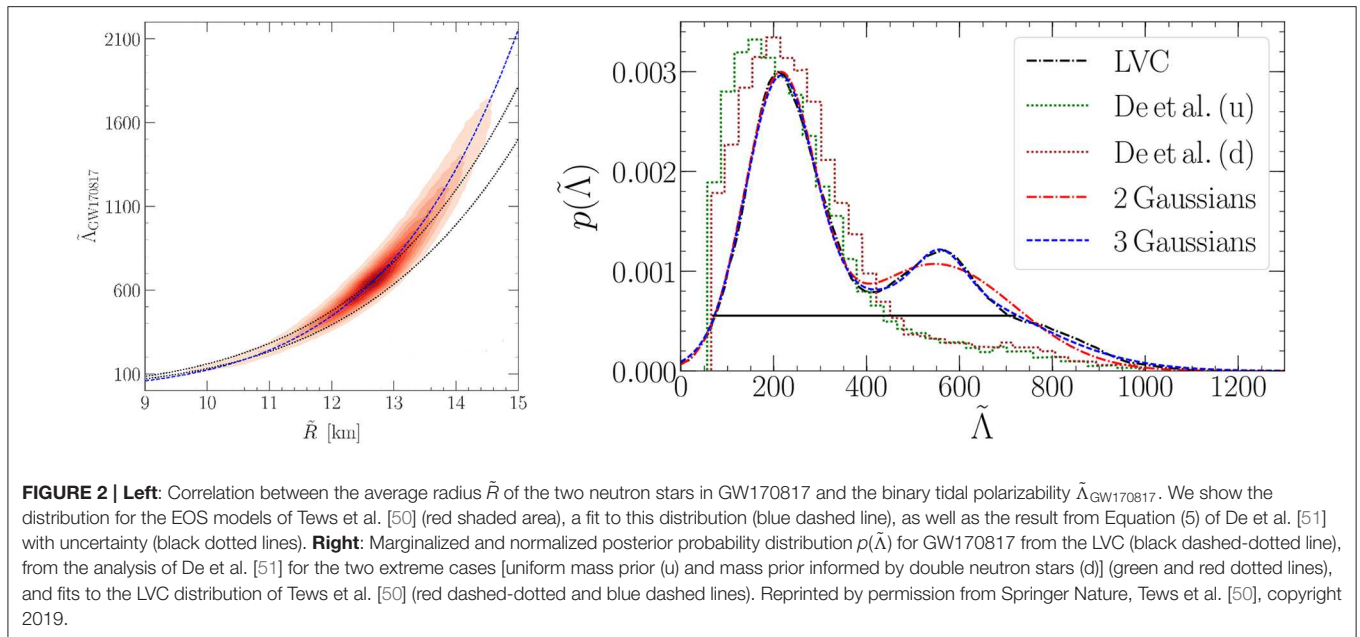 2100
1600
1100
600
100
Λ̃GW170817
9 10 11 12 13 14 15
R̃ [km]
0.003
0.002
0.001
0.000
p(Λ̃)
0 200 400 600 800 1000 1200
Λ̃
LVC
De et al. (u)
De et al. (d)
2 Gaussians
3 Gaussians
FIGURE 2 | Left: Correlation between the average radius R̃ of the two neutron stars in GW170817 and the binary tidal polarizability Λ̃GW170817. We show the
distribution for the EOS models of Tews et al. [50] (red shaded area), a fit to this distribution (blue dashed line), as well as the result from Equation (5) of De et al. [51]
with uncertainty (black dotted lines). Right: Marginalized and normalized posterior probability distribution p(Λ̃) for GW170817 from the LVC (black dashed-dotted line),
from the analysis of De et al. [51] for the two extreme cases [uniform mass prior (u) and mass prior informed by double neutron stars (d)] (green and red dotted lines),
and fits to the LVC distribution of Tews et al. [50] (red dashed-dotted and blue dashed lines). Reprinted by permission from Springer Nature, Tews et al. [50], copyright
2019.